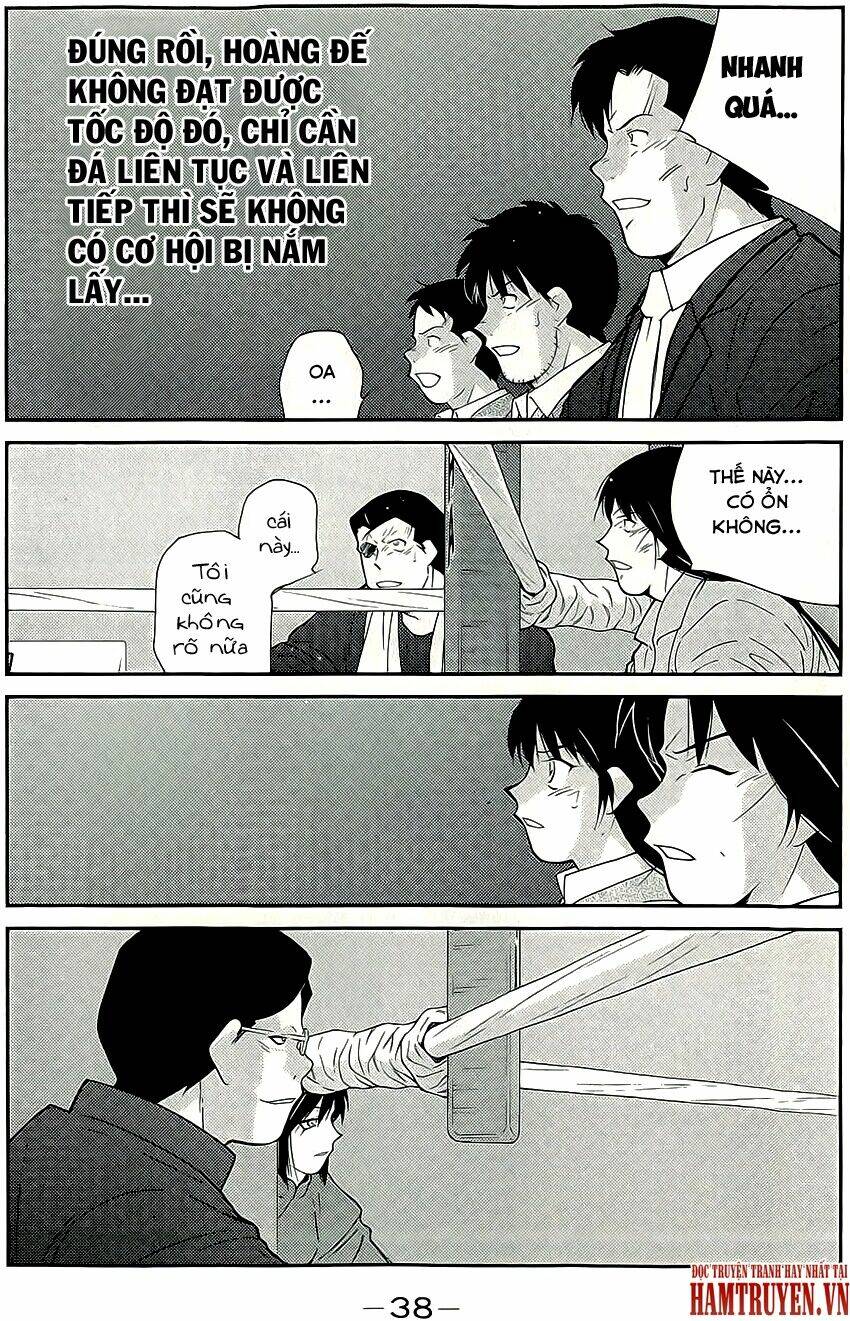 ĐÚNG RỒI, HOÀNG ĐẾ
KHÔNG ĐẠT ĐƯỢC
TỐC ĐỘ ĐÓ, CHỈ CẦN
ĐÁ LIÊN TỤC VÀ LIÊN
TIẾP THÌ SẼ KHÔNG
CÓ CƠ HỘI BỊ NẮM
LẤY...
NHANH
QUÁ...
OA
...
THẾ NÀY...
CÓ ỔN
KHÔNG...
cái
này...
Tôi
cũng
không
rõ nữa
ĐỌC TRUYỆN TRANH HAY NHẤT TẠI
HAMTRUYEN.VN
—38—